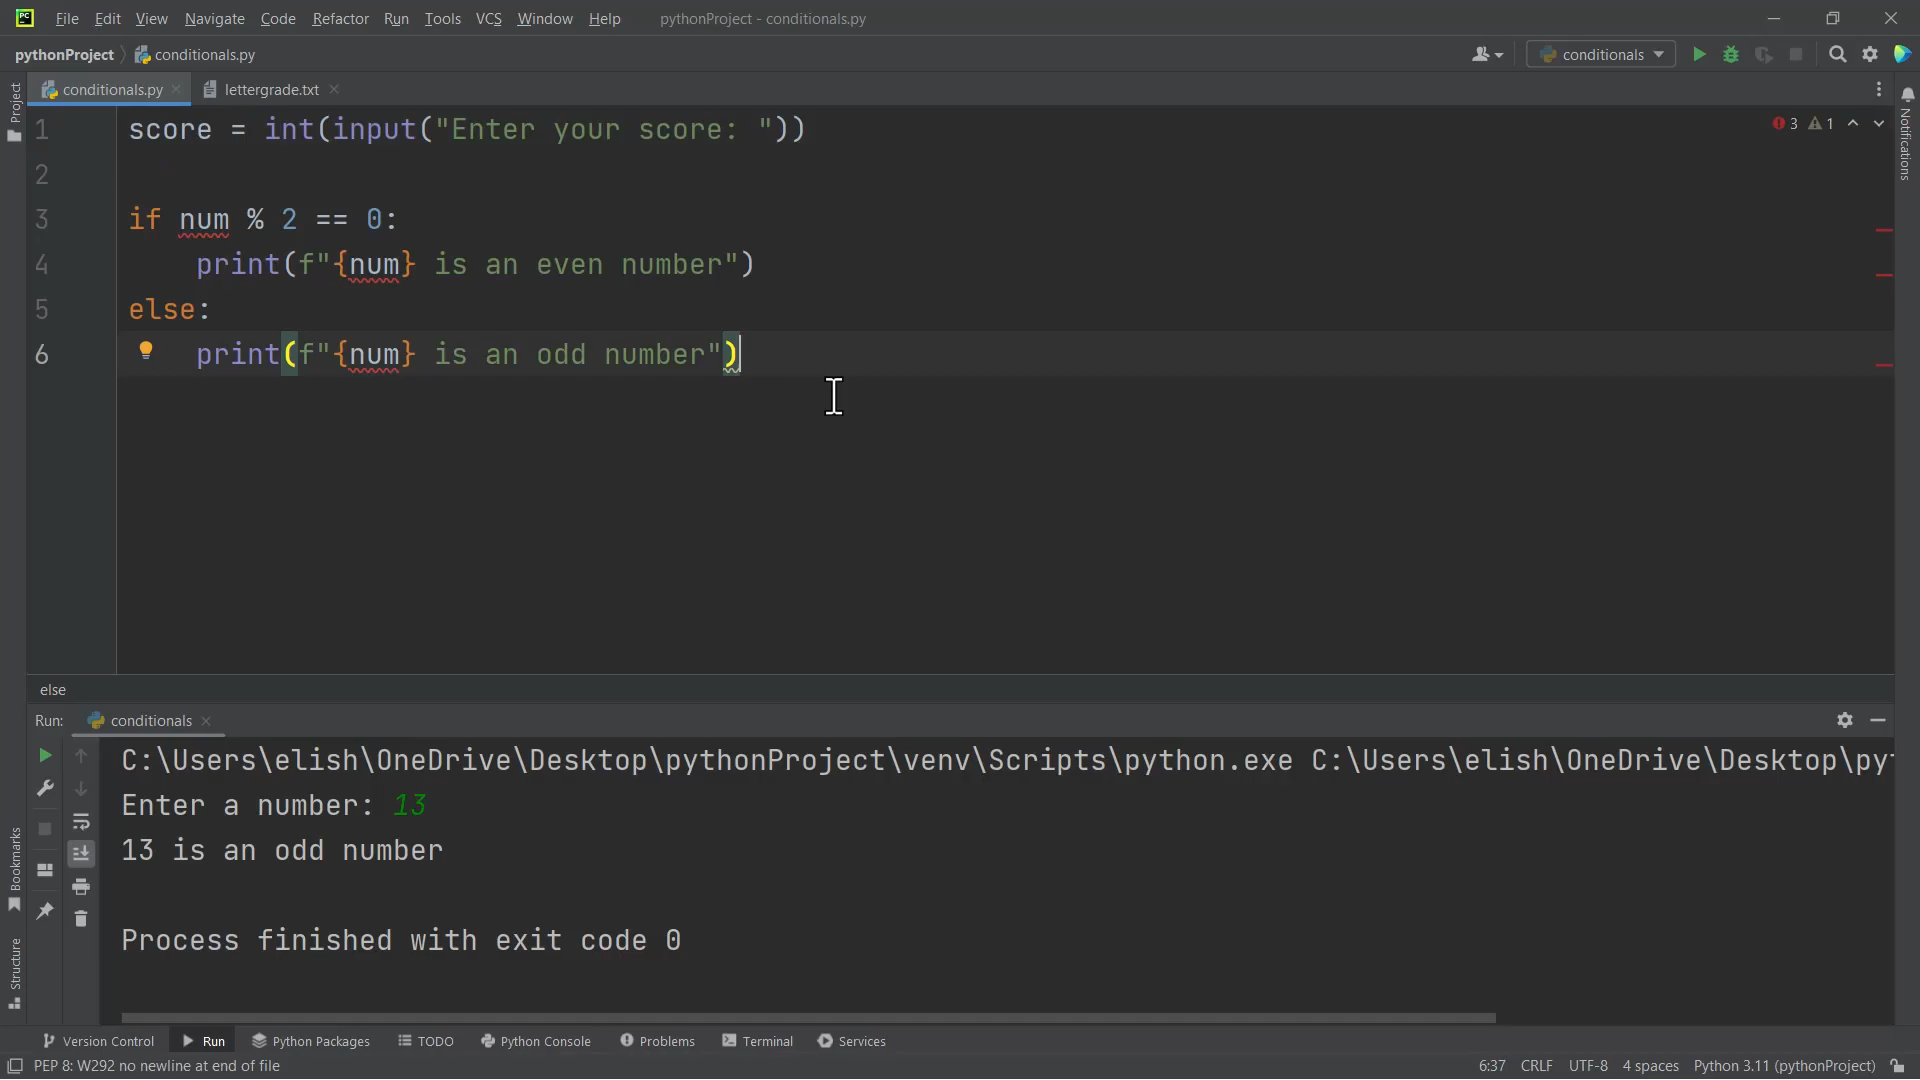 PC File Edit View Navigate Code Refactor Run Tools VCS Window Help pythonProject - conditionals.py
pythonProject conditionals.py conditionals
conditionals.py lettergrade.txt
Project
Notifications
3 1
1 score = int(input("Enter your score: "))
2
3 if num % 2 == 0:
4 print(f"{num} is an even number")
5 else:
6 print(f"{num} is an odd number")
else
Run: conditionals
C:\Users\elish\OneDrive\Desktop\pythonProject\venv\Scripts\python.exe C:\Users\elish\OneDrive\Desktop\py
Enter a number: 13
13 is an odd number
Process finished with exit code 0
Bookmarks
Structure
Version Control Run Python Packages TODO Python Console Problems Terminal Services
PEP 8: W292 no newline at end of file 6:37 CRLF UTF-8 4 spaces Python 3.11 (pythonProject)